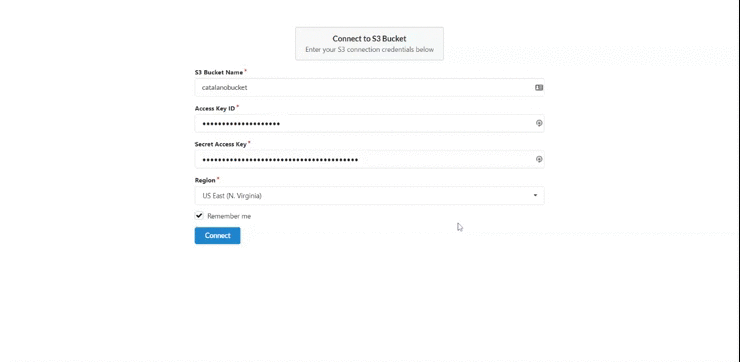 Connect to S3 Bucket
Enter your S3 connection credentials below
S3 Bucket Name*
catalanobucket
Access Key ID*
••••••••••••••••••••
Secret Access Key*
••••••••••••••••••••••••••••••••••••••••
Region*
US East (N. Virginia)
Remember me
Connect